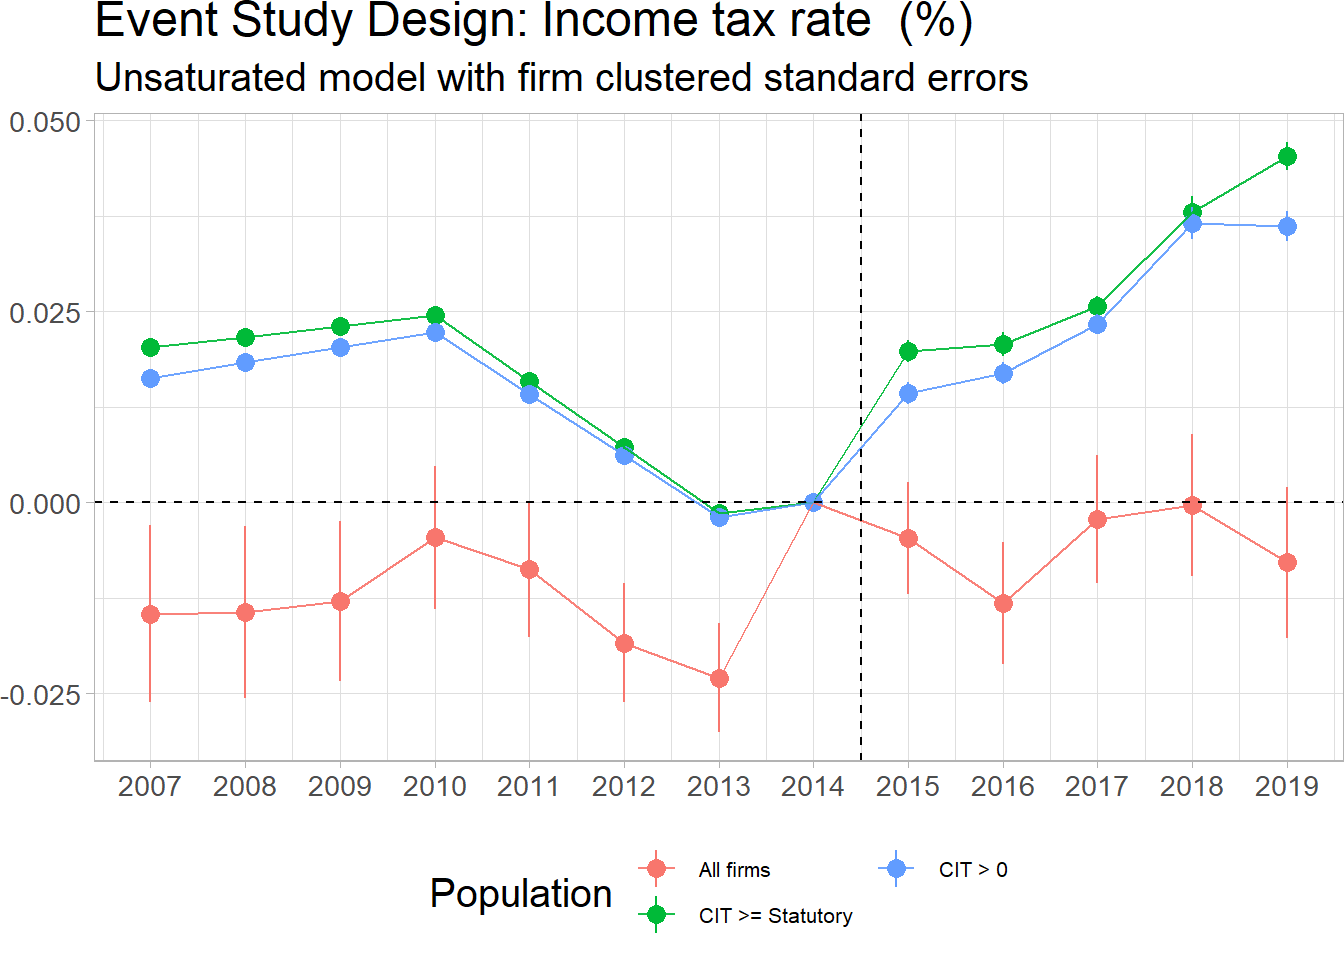 Event Study Design: Income tax rate  (%)
Unsaturated model with firm clustered standard errors
0.050
0.025
0.000
-0.025
2007 2008 2009 2010 2011 2012 2013 2014 2015 2016 2017 2018 2019
Population
All firms
CIT >= Statutory
CIT > 0